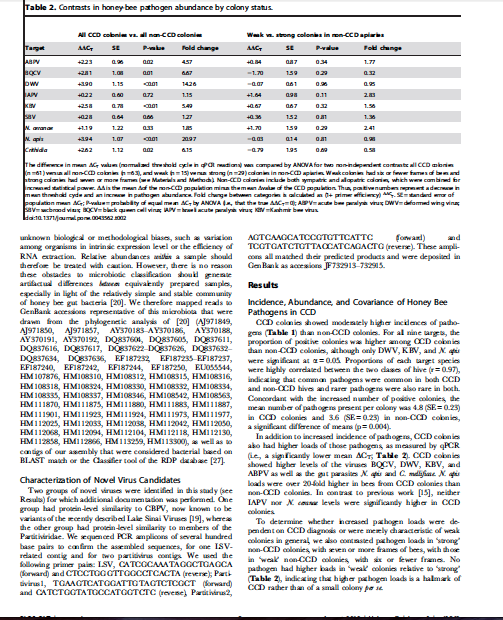 Table 2. Contrasts in honey-bee pathogen abundance by colony status.
All CCD colonies vs. all non-CCD colonies Weak vs. strong colonies in non-CCD apiaries
Target ΔΔCT SE P-value Fold change ΔΔCT SE P-value Fold change
ABPV +2.23 0.96 0.02 4.57 +0.84 0.87 0.34 1.77
BQCV +2.81 1.08 0.01 6.67 −1.70 1.59 0.29 0.32
DWV +3.90 1.15 <0.01 14.26 −0.07 0.61 0.96 0.95
IAPV +0.22 0.60 0.72 1.15 +1.64 0.98 0.11 2.83
KBV +2.58 0.78 <0.01 5.49 +0.67 0.67 0.32 1.56
SBV +0.28 0.64 0.66 1.27 +0.36 1.52 0.81 1.36
N. ceranae +1.19 1.22 0.33 1.85 +1.70 1.59 0.29 2.41
N. apis +3.94 1.07 <0.01 20.97 −0.03 0.14 0.81 0.98
Crithidia +2.62 1.12 0.02 6.15 −0.79 1.95 0.69 0.58
The difference in mean ΔCT values (normalized threshold cycle in qPCR reactions) was compared by ANOVA for two non-independent contrasts: all CCD colonies
(n=61) versus all non-CCD colonies (n=63), and weak (n=15) versus strong (n=29) colonies in non-CCD apiaries. Weak colonies had six or fewer frames of bees and
strong colonies had seven or more frames (see Materials and Methods). Non-CCD colonies include both sympatric and allopatric colonies, which were combined for
increased statistical power. ΔΔ is the mean Δ of the non-CCD population minus the mean Δ value of the CCD population. Thus, positive numbers represent a decrease in
mean threshold cycle and an increase in pathogen abundance. Fold change between categories is calculated as (1+ primer efficiency) ΔΔCT. SE=standard error of
population mean ΔCT; P-value=probability of equal mean ΔCT by ANOVA (i.e., that the true ΔΔCT=0); ABPV=acute bee paralysis virus; DWV=deformed wing virus;
SBV=sacbrood virus; BQCV=black queen cell virus; IAPV=Israeli acute paralysis virus; KBV=Kashmir bee virus.
doi:10.1371/journal.pone.0043562.t002
unknown biological or methodological biases, such as variation
among organisms in intrinsic expression level or the efficiency of
RNA extraction. Relative abundances within a sample should
therefore be treated with caution. However, there is no reason
these obstacles to microbiotic classification should generate
artifactual differences between equivalently prepared samples,
especially in light of the relatively simple and stable community
of honey bee gut bacteria [20]. We therefore mapped reads to
GenBank accessions representative of this microbiota that were
drawn from the phylogenetic analysis of [20] (AJ971849,
AJ971850, AJ971857, AY370183–AY370186, AY370188,
AY370191, AY370192, DQ837604, DQ837605, DQ837611,
DQ837616, DQ837617, DQ837622–DQ837626, DQ837632–
DQ837634, DQ837636, EF187232, EF187235–EF187237,
EF187240, EF187242, EF187244, EF187250, EU055544,
HM107876, HM108310, HM108312, HM108315, HM108316,
HM108318, HM108324, HM108330, HM108332, HM108334,
HM108335, HM108337, HM108346, HM108542, HM108563,
HM111870, HM111875, HM111880, HM111883, HM111887,
HM111901, HM111923, HM111924, HM111973, HM111977,
HM112025, HM112033, HM112038, HM112042, HM112050,
HM112068, HM112094, HM112104, HM112118, HM112130,
HM112858, HM112866, HM113259, HM113300), as well as to
contigs of our assembly that were considered bacterial based on
BLAST match or the Classifier tool of the RDP database [27].
Characterization of Novel Virus Candidates
Two groups of novel viruses were identified in this study (see
Results) for which additional documentation was performed. One
group had protein-level similarity to CBPV, now known to be
variants of the recently described Lake Sinai Viruses [19], whereas
the other group had protein-level similarity to members of the
Partitiviridae. We sequenced PCR amplicons of several hundred
base pairs to confirm the assembled sequences, for one LSV-
related contig and for two partitivirus contigs. We used the
following primer pairs: LSV, CATCGCAAATAGGCTGAGCA
(forward) and CTCCTGGGTTGGCCTCACTA (reverse); Parti-
tivirus1, TGAAGTCATGGATTGTAGTCTCGCT (forward)
and CATCTGGTATGCCATGGTCTC (reverse), Partitivirus2,
AGTCAAGCATCCGTGTTCATTC (forward) and
TCGTGATCTGTTACCATCAGACTG (reverse). These ampli-
cons all matched their predicted products and were deposited in
GenBank as accessions JF732913–732915.
Results
Incidence, Abundance, and Covariance of Honey Bee
Pathogens in CCD
CCD colonies showed moderately higher incidences of patho-
gens (Table 1) than non-CCD colonies. For all nine targets, the
proportion of positive colonies was higher among CCD colonies
than non-CCD colonies, although only DWV, KBV, and N. apis
were significant at α=0.05. Proportions of each target species
were highly correlated between the two classes of hive (r=0.97),
indicating that common pathogens were common in both CCD
and non-CCD hives and rarer pathogens were also rare in both.
Concordant with the increased number of positive colonies, the
mean number of pathogens present per colony was 4.8 (SE=0.23)
in CCD colonies and 3.6 (SE=0.23) in non-CCD colonies,
a significant difference of means (p=0.004).
In addition to increased incidence of pathogens, CCD colonies
also had higher loads of those pathogens, as measured by qPCR
(i.e., a significantly lower mean ΔCT; Table 2). CCD colonies
showed higher levels of the viruses BQCV, DWV, KBV, and
ABPV as well as the gut parasites N. apis and C. mellificae. N. apis
loads were over 20-fold higher in bees from CCD colonies than
non-CCD colonies. In contrast to previous work [15], neither
IAPV nor N. ceranae levels were significantly higher in CCD
colonies.
To determine whether increased pathogen loads were de-
pendent on CCD diagnosis or were merely characteristic of weak
colonies in general, we also contrasted pathogen loads in 'strong'
non-CCD colonies, with seven or more frames of bees, with those
in 'weak' non-CCD colonies, with six or fewer frames. No
pathogen had higher loads in 'weak' colonies relative to 'strong'
(Table 2), indicating that higher pathogen loads is a hallmark of
CCD rather than of a small colony per se.